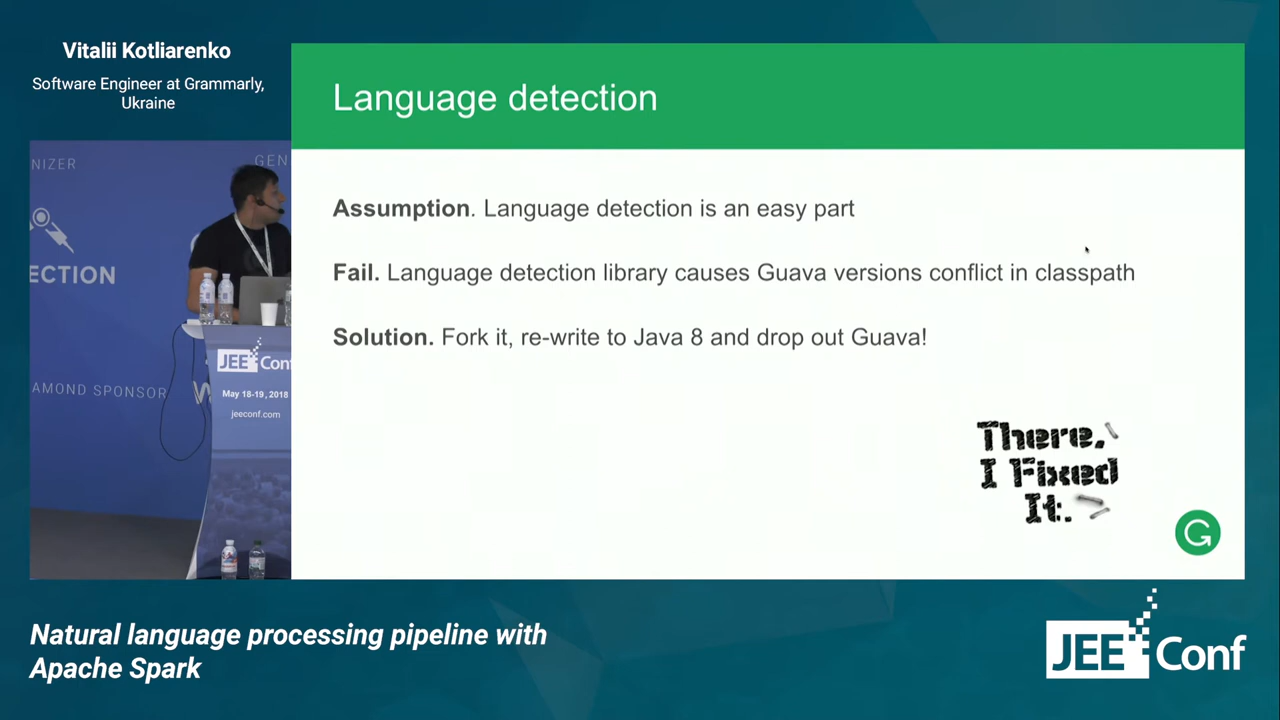 Vitalii Kotliarenko
Software Engineer at Grammarly,
Ukraine
Language detection
Assumption. Language detection is an easy part
Fail. Language detection library causes Guava versions conflict in classpath
Solution. Fork it, re-write to Java 8 and drop out Guava!
There.
I Fixed
It.
NIZER
GEN
ECTION
AMOND SPONSOR
JEE Con
May 18-19, 2018
jeeconf.com
Natural language processing pipeline with
Apache Spark
JEE Conf